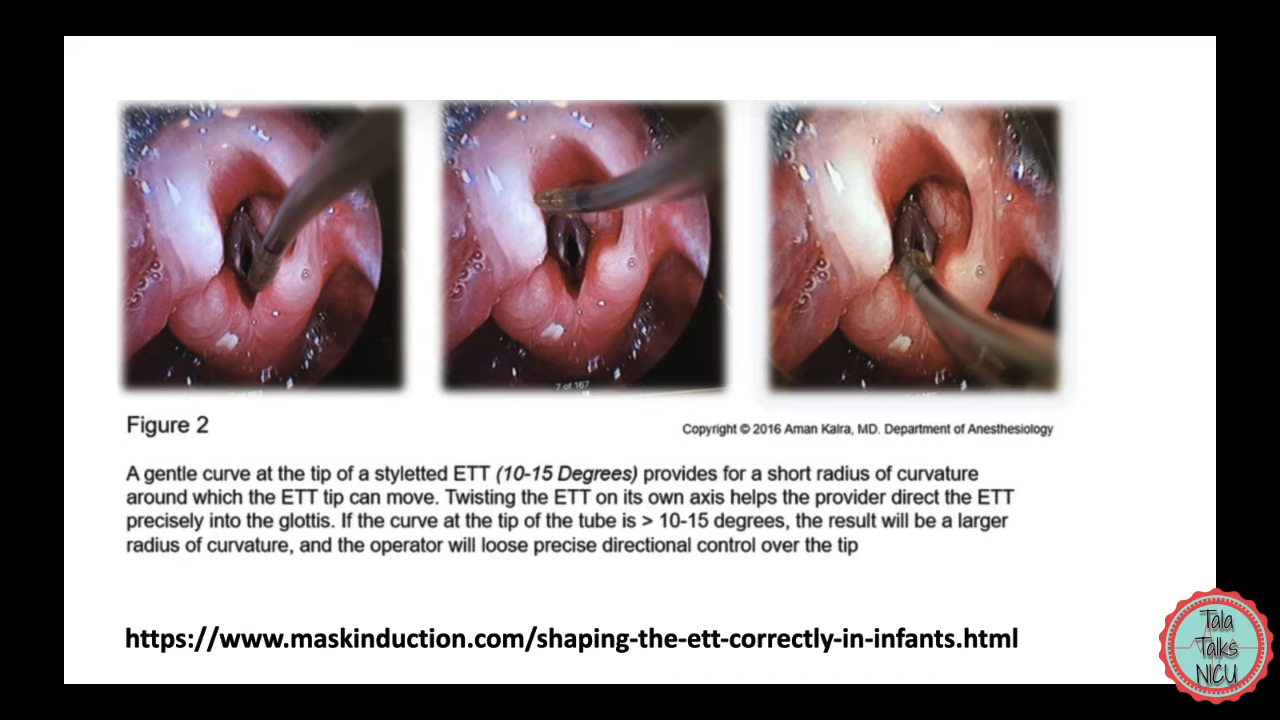 7 of 167
Figure 2
Copyright © 2016 Aman Kalra, MD. Department of Anesthesiology
A gentle curve at the tip of a styletted ETT (10-15 Degrees) provides for a short radius of curvature
around which the ETT tip can move. Twisting the ETT on its own axis helps the provider direct the ETT
precisely into the glottis. If the curve at the tip of the tube is > 10-15 degrees, the result will be a larger
radius of curvature, and the operator will loose precise directional control over the tip
https://www.maskinduction.com/shaping-the-ett-correctly-in-infants.html
Tala
Talks
NICU